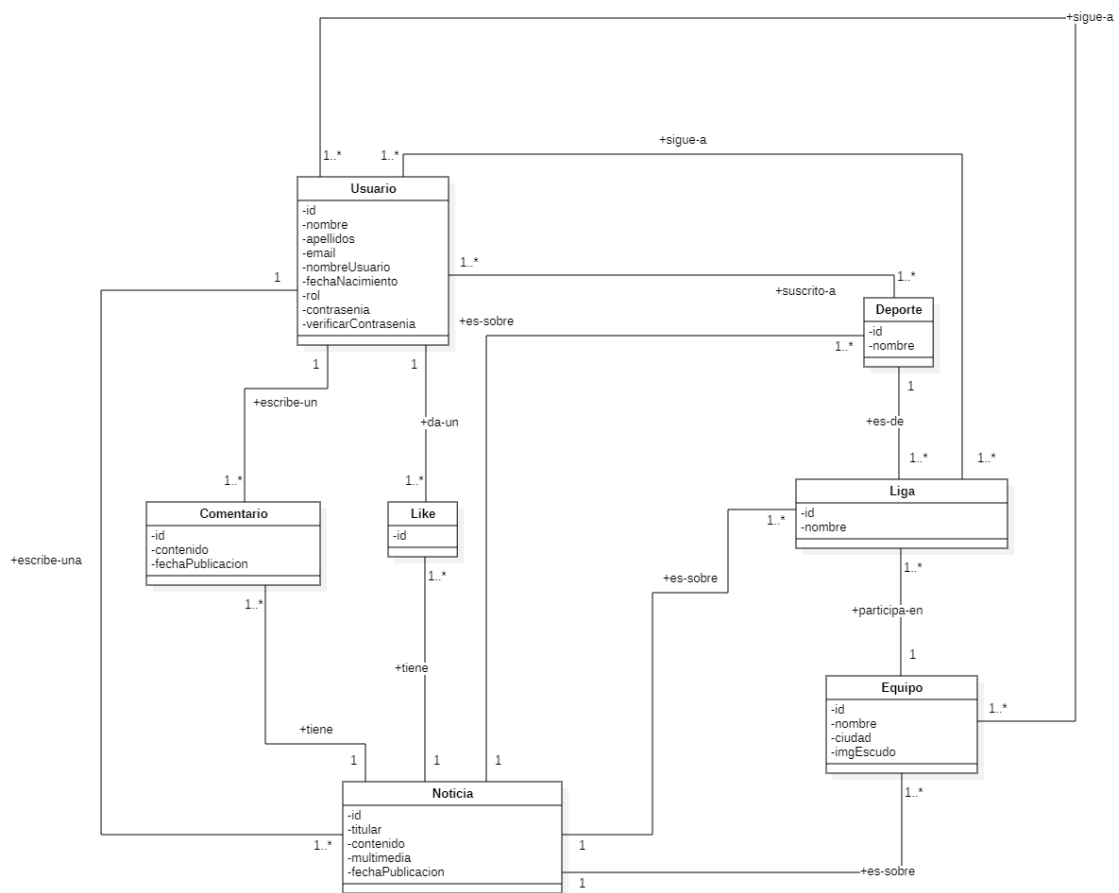 +sigue-a
+sigue-a
1..*
1..*
Usuario
-id
-nombre
-apellidos
-email
-nombreUsuario
-fechaNacimiento
-rol
-contrasenia
-verificarContrasenia
1
1..*
1..*
+suscrito-a
+es-sobre
Deporte
-id
-nombre
1..*
1
1
1
+escribe-un
+da-un
+es-de
1..*
1..*
1..*
1..*
Comentario
-id
-contenido
-fechaPublicacion
Like
-id
Liga
-id
-nombre
1..*
+escribe-una
+es-sobre
1..*
1..*
1..*
+participa-en
1
+tiene
Equipo
-id
-nombre
-ciudad
-imgEscudo
1..*
+tiene
1
1
1
1..*
Noticia
-id
-titular
-contenido
-multimedia
-fechaPublicacion
1..*
1
1
+es-sobre